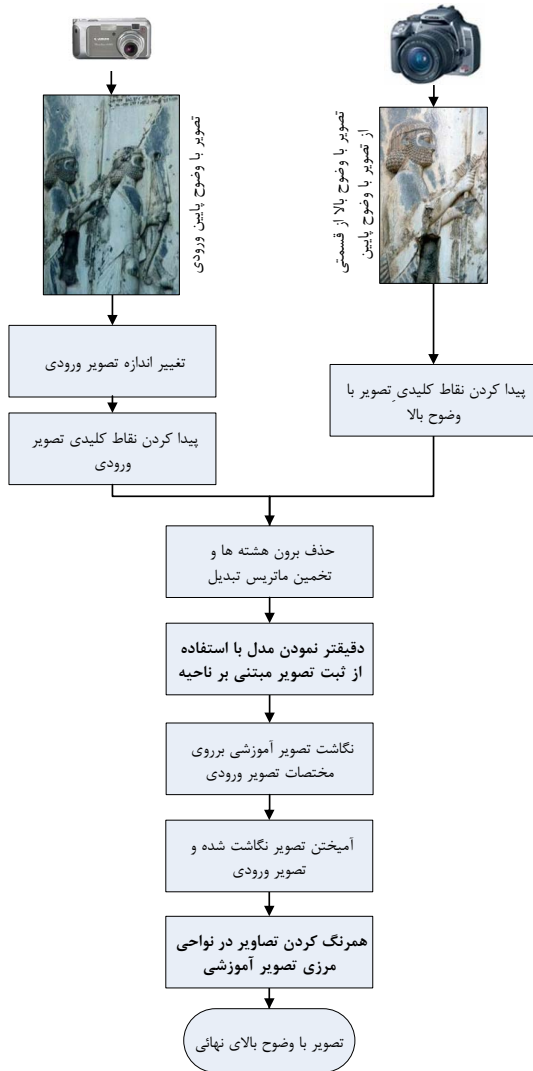 تصویر با وضوح پایین ورودی
تصویر با وضوح بالا از قسمتی
از تصویر با وضوح پایین
تغییر اندازه تصویر ورودی
پیدا کردن نقاط کلیدی تصویر
ورودی
پیدا کردن نقاط کلیدی ِتصویر با
وضوح بالا
حذف برون هشته ها و
تخمین ماتریس تبدیل
دقیقتر نمودن مدل با استفاده
از ثبت تصویر مبتنی بر ناحیه
نگاشت تصویر آموزشی برروی
مختصات تصویر ورودی
آمیختن تصویر نگاشت شده و
تصویر ورودی
همرنگ کردن تصاویر در نواحی
مرزی تصویر آموزشی
تصویر با وضوح بالای نهائی